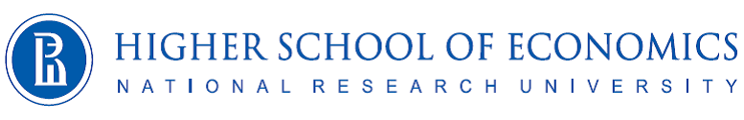 HIGHER SCHOOL OF ECONOMICS
NATIONAL RESEARCH UNIVERSITY